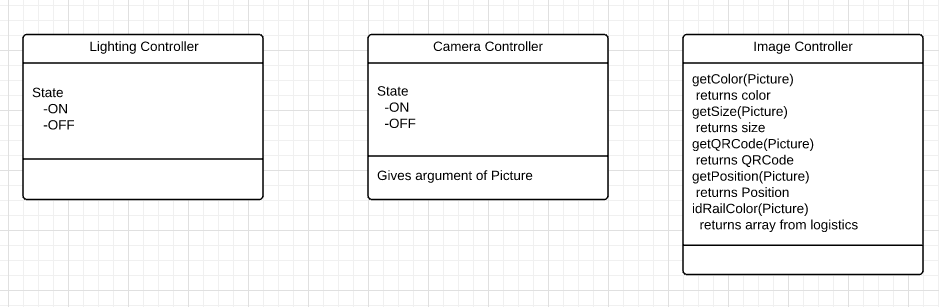 Lighting Controller
State
-ON
-OFF
Camera Controller
State
-ON
-OFF
Gives argument of Picture
Image Controller
getColor(Picture)
returns color
getSize(Picture)
returns size
getQRCode(Picture)
returns QRCode
getPosition(Picture)
returns Position
idRailColor(Picture)
returns array from logistics